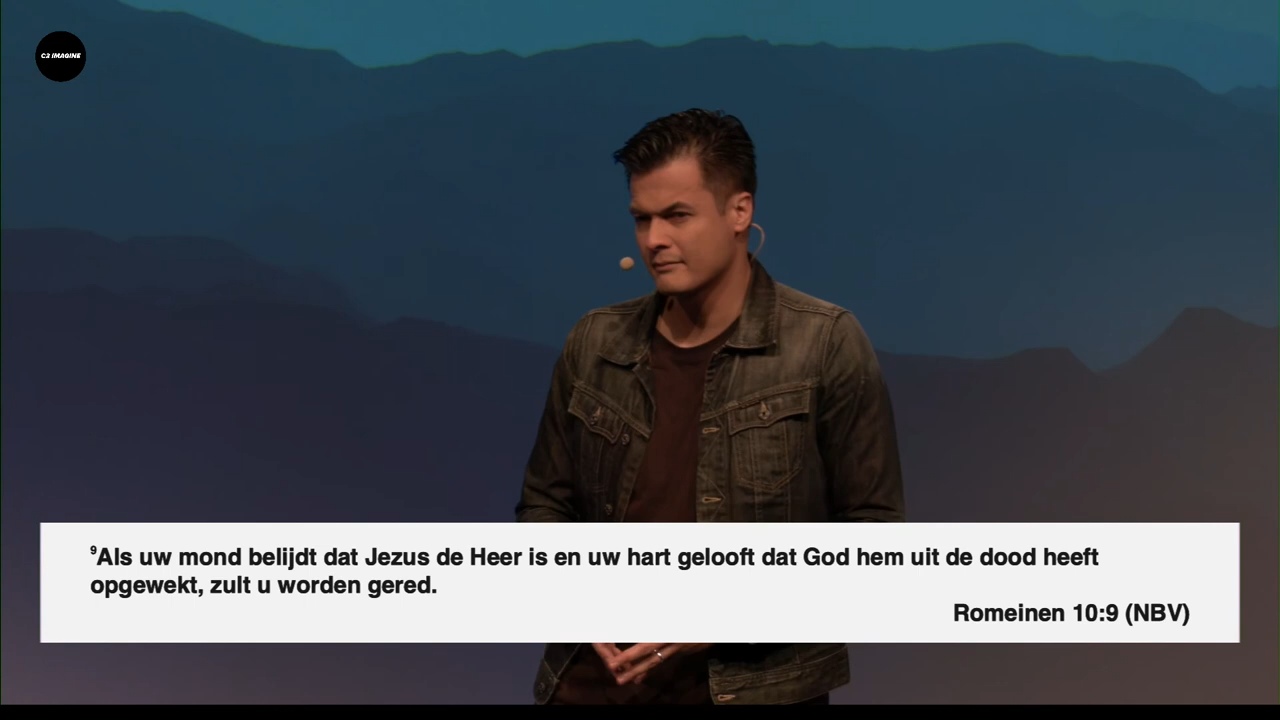 C3 IMAGINE
⁹Als uw mond belijdt dat Jezus de Heer is en uw hart gelooft dat God hem uit de dood heeft
opgewekt, zult u worden gered.
Romeinen 10:9 (NBV)